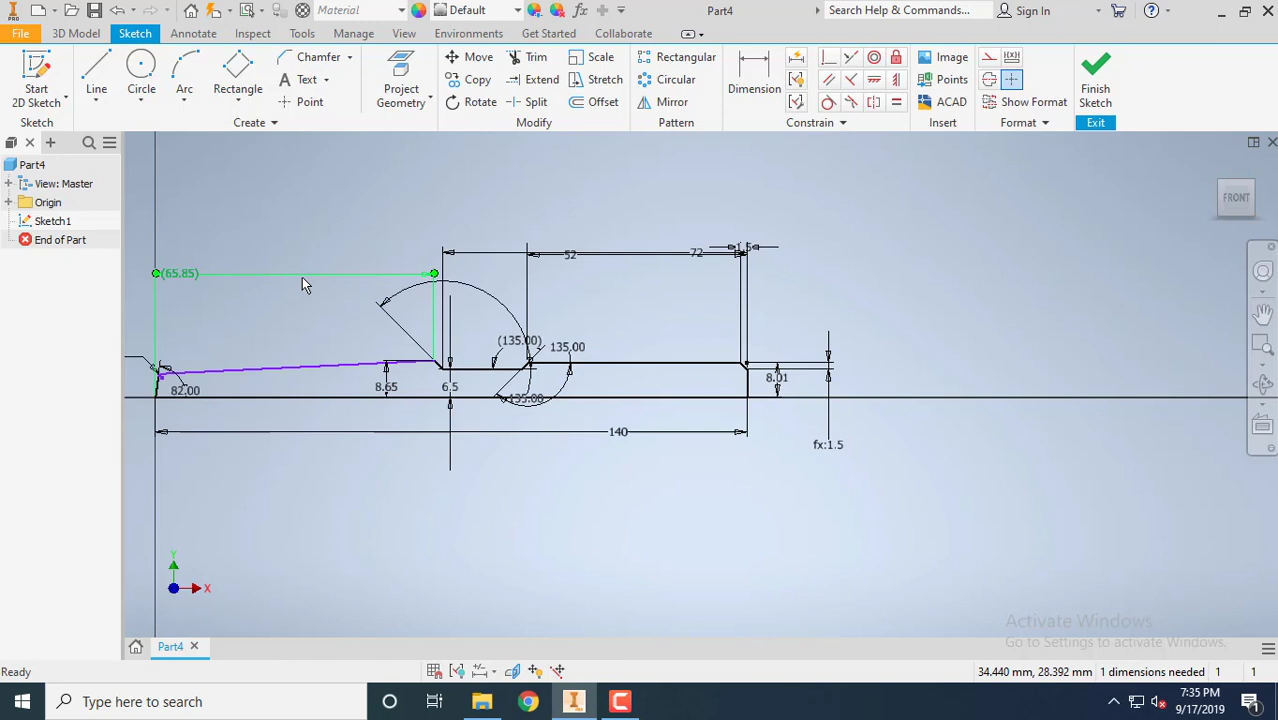 Material
Default
Part4
Search Help & Commands...
Sign In
File
3D Model
Sketch
Annotate
Inspect
Tools
Manage
View
Environments
Get Started
Collaborate
Start
2D Sketch
Line
Circle
Arc
Rectangle
Chamfer
Text
Point
Project
Geometry
Move
Copy
Rotate
Trim
Extend
Split
Scale
Stretch
Offset
Rectangular
Circular
Mirror
Dimension
Image
Points
ACAD
Show Format
Finish
Sketch
Sketch
Create
Modify
Pattern
Constrain
Insert
Format
Exit
Part4
View: Master
Origin
Sketch1
End of Part
FRONT
52
72
1.5
(65.85)
(135.00)
135.00
82.00
8.65
6.5
135.00
8.01
140
fx:1.5
Y
X
Activate Windows
Go to Settings to activate Windows.
Part4
Ready
34.440 mm, 28.392 mm
1 dimensions needed
1
1
Type here to search
7:35 PM
9/17/2019